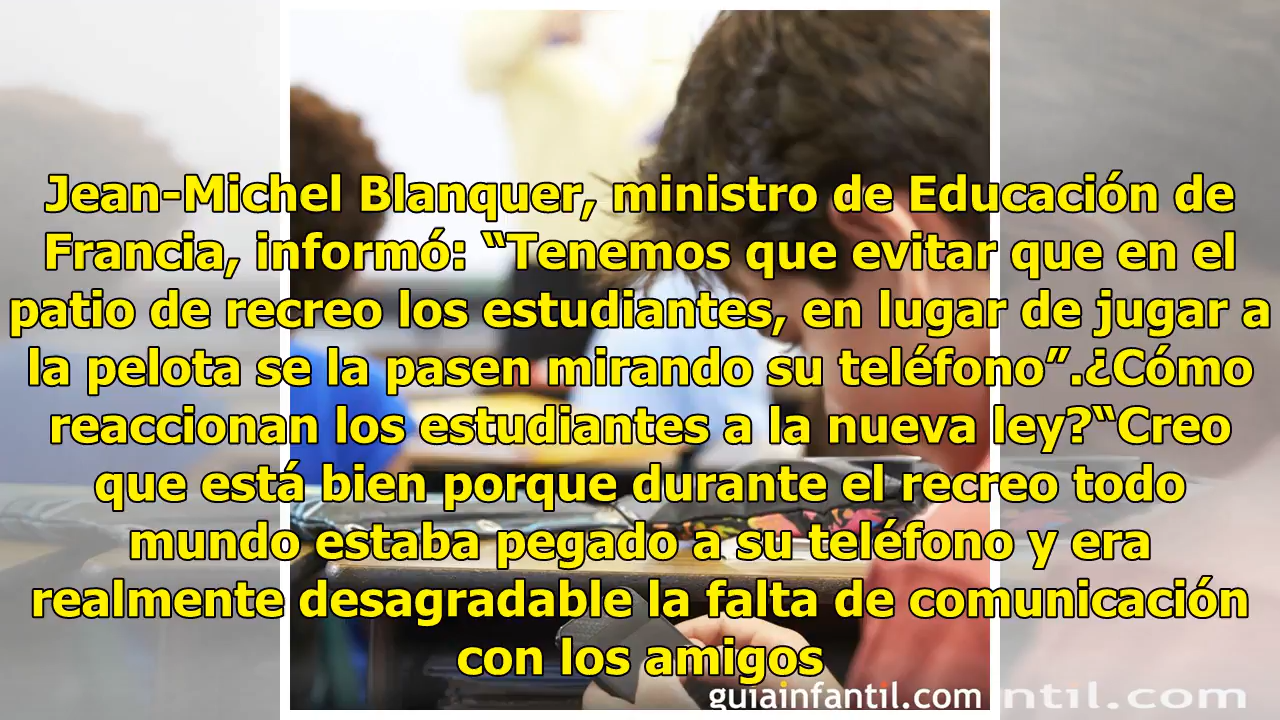 Jean-Michel Blanquer, ministro de Educación de
Francia, informó: “Tenemos que evitar que en el
patio de recreo los estudiantes, en lugar de jugar a
la pelota se la pasen mirando su teléfono”.¿Cómo
reaccionan los estudiantes a la nueva ley?“Creo
que está bien porque durante el recreo todo
mundo estaba pegado a su teléfono y era
realmente desagradable la falta de comunicación
con los amigos
guiainfantil.com
ntil.com